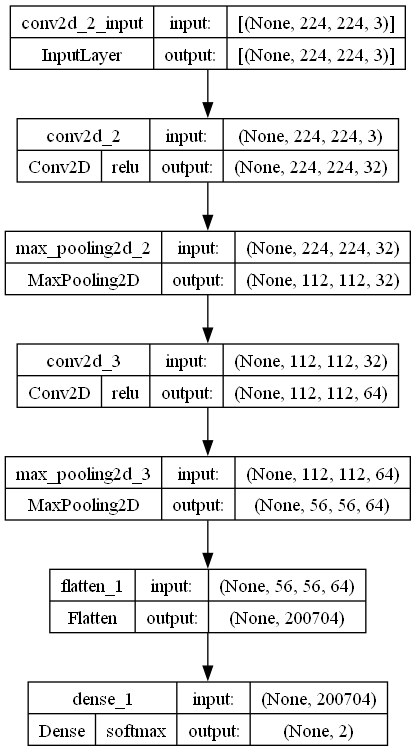 conv2d_2_input input: [(None, 224, 224, 3)]
InputLayer output: [(None, 224, 224, 3)]
conv2d_2 input: (None, 224, 224, 3)
Conv2D relu output: (None, 224, 224, 32)
max_pooling2d_2 input: (None, 224, 224, 32)
MaxPooling2D output: (None, 112, 112, 32)
conv2d_3 input: (None, 112, 112, 32)
Conv2D relu output: (None, 112, 112, 64)
max_pooling2d_3 input: (None, 112, 112, 64)
MaxPooling2D output: (None, 56, 56, 64)
flatten_1 input: (None, 56, 56, 64)
Flatten output: (None, 200704)
dense_1 input: (None, 200704)
Dense softmax output: (None, 2)